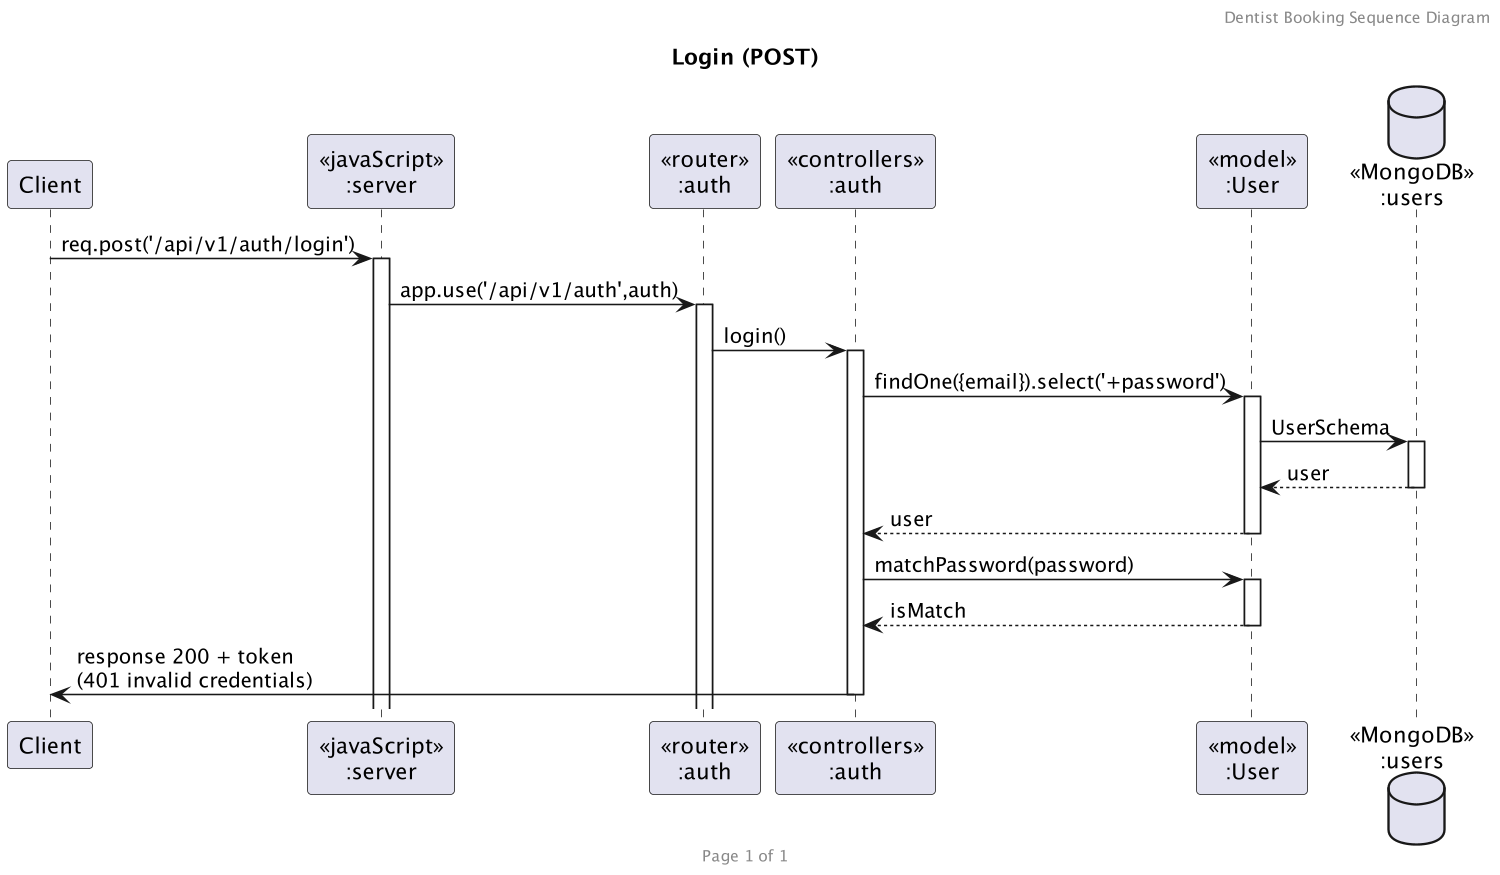 Dentist Booking Sequence Diagram
Login (POST)
Client
«javaScript»
:server
«router»
:auth
«controllers»
:auth
«model»
:User
«MongoDB»
:users
req.post('/api/v1/auth/login')
app.use('/api/v1/auth',auth)
login()
findOne({email}).select('+password')
UserSchema
user
user
matchPassword(password)
isMatch
response 200 + token
(401 invalid credentials)
Client
«javaScript»
:server
«router»
:auth
«controllers»
:auth
«model»
:User
«MongoDB»
:users
Page 1 of 1